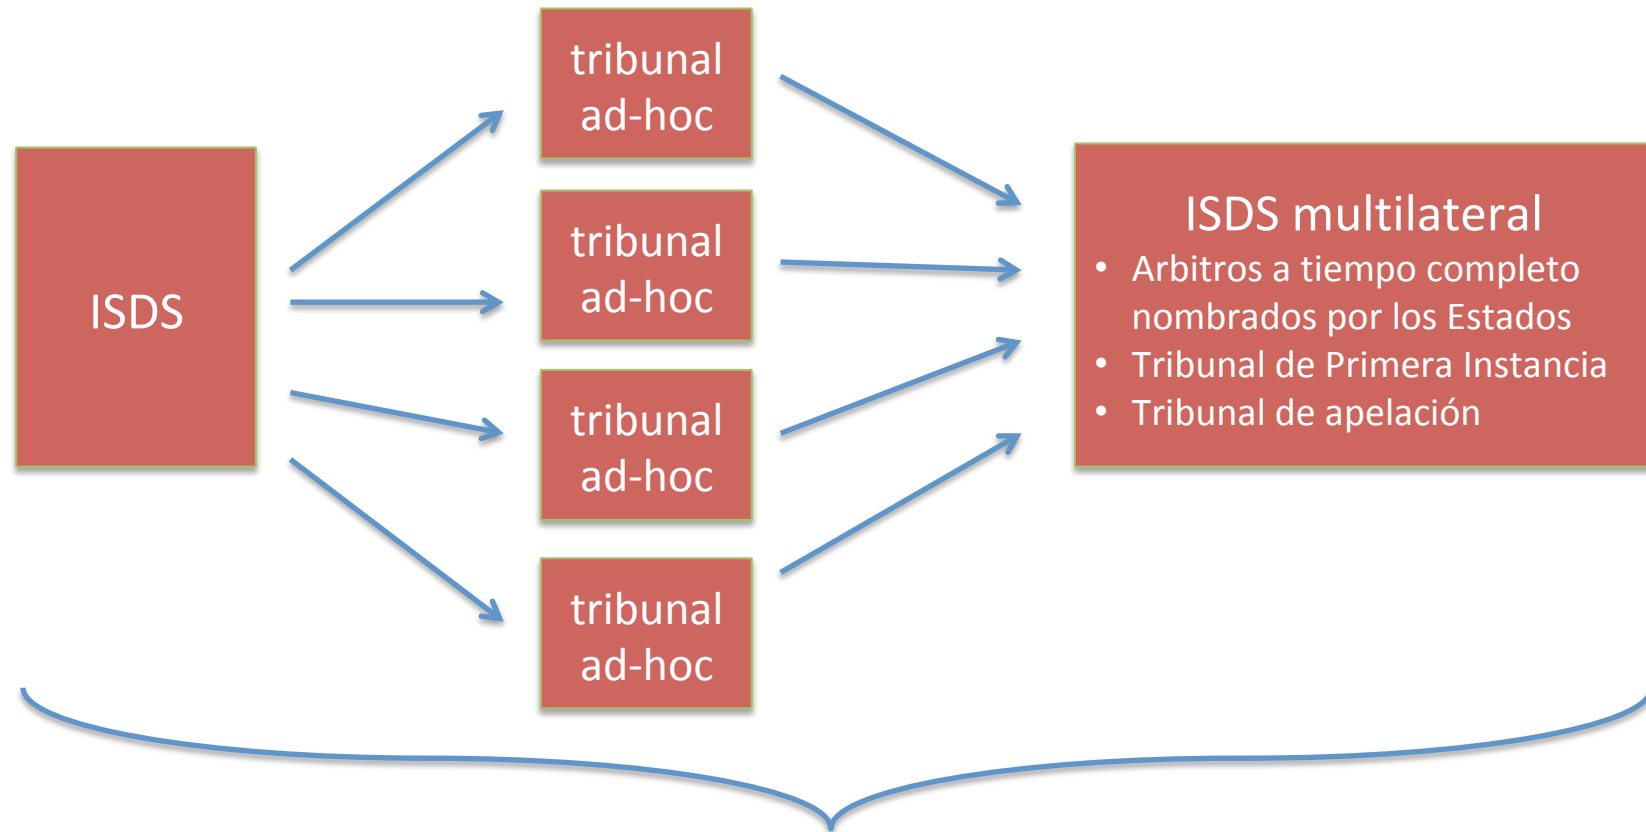 ISDS
tribunal
ad-hoc
tribunal
ad-hoc
tribunal
ad-hoc
tribunal
ad-hoc
ISDS multilateral
• Arbitros a tiempo completo
nombrados por los Estados
• Tribunal de Primera Instancia
• Tribunal de apelación